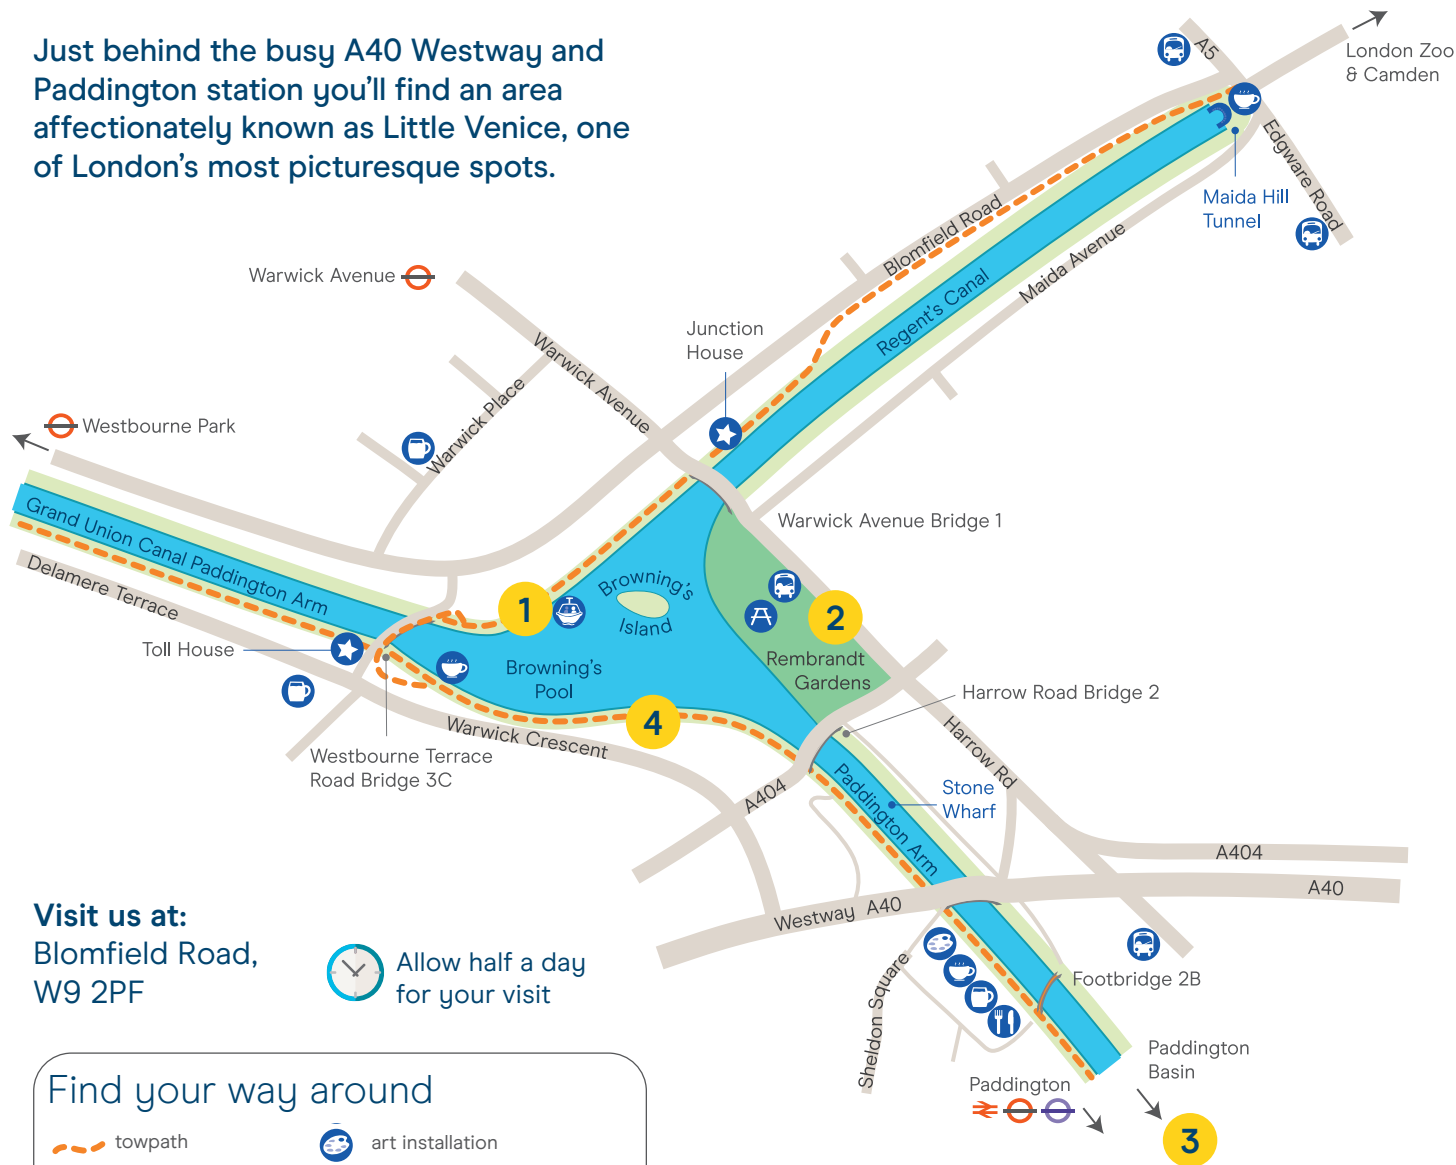 Just behind the busy A40 Westway and
Paddington station you'll find an area
affectionately known as Little Venice, one
of London's most picturesque spots.
A5
London Zoo
& Camden
Edgware Road
Maida Hill
Tunnel
Blomfield Road
Maida Avenue
Regent's Canal
Warwick Avenue
Junction
House
Warwick Avenue
Warwick Place
Westbourne Park
Grand Union Canal Paddington Arm
Delamere Terrace
Toll House
Warwick Avenue Bridge 1
1
Browning's
Island
2
Rembrandt
Gardens
Browning's
Pool
4
Harrow Road Bridge 2
Westbourne Terrace
Road Bridge 3C
Warwick Crescent
Harrow Rd
A404
Paddington Arm
Stone
Wharf
A404
A40
Westway A40
Visit us at:
Blomfield Road,
W9 2PF
Allow half a day
for your visit
Sheldon Square
Footbridge 2B
Paddington
Basin
Paddington
3
Find your way around
towpath
art installation